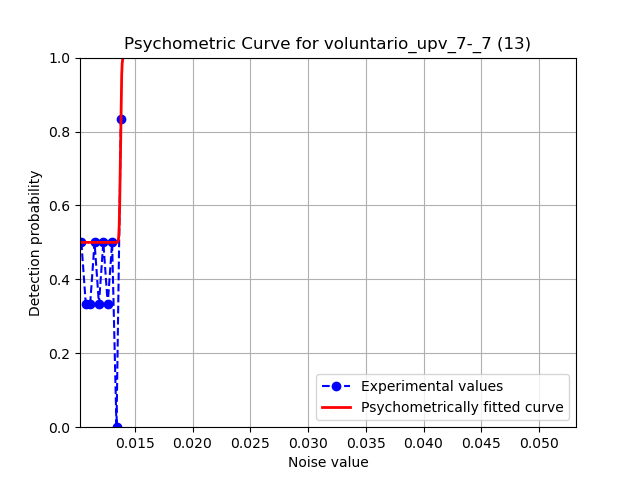 Psychometric Curve for voluntario_upv_7-_7 (13)
1.0
0.8
0.6
0.4
0.2
0.0
Detection probability
Experimental values
Psychometrically fitted curve
0.015 0.020 0.025 0.030 0.035 0.040 0.045 0.050
Noise value